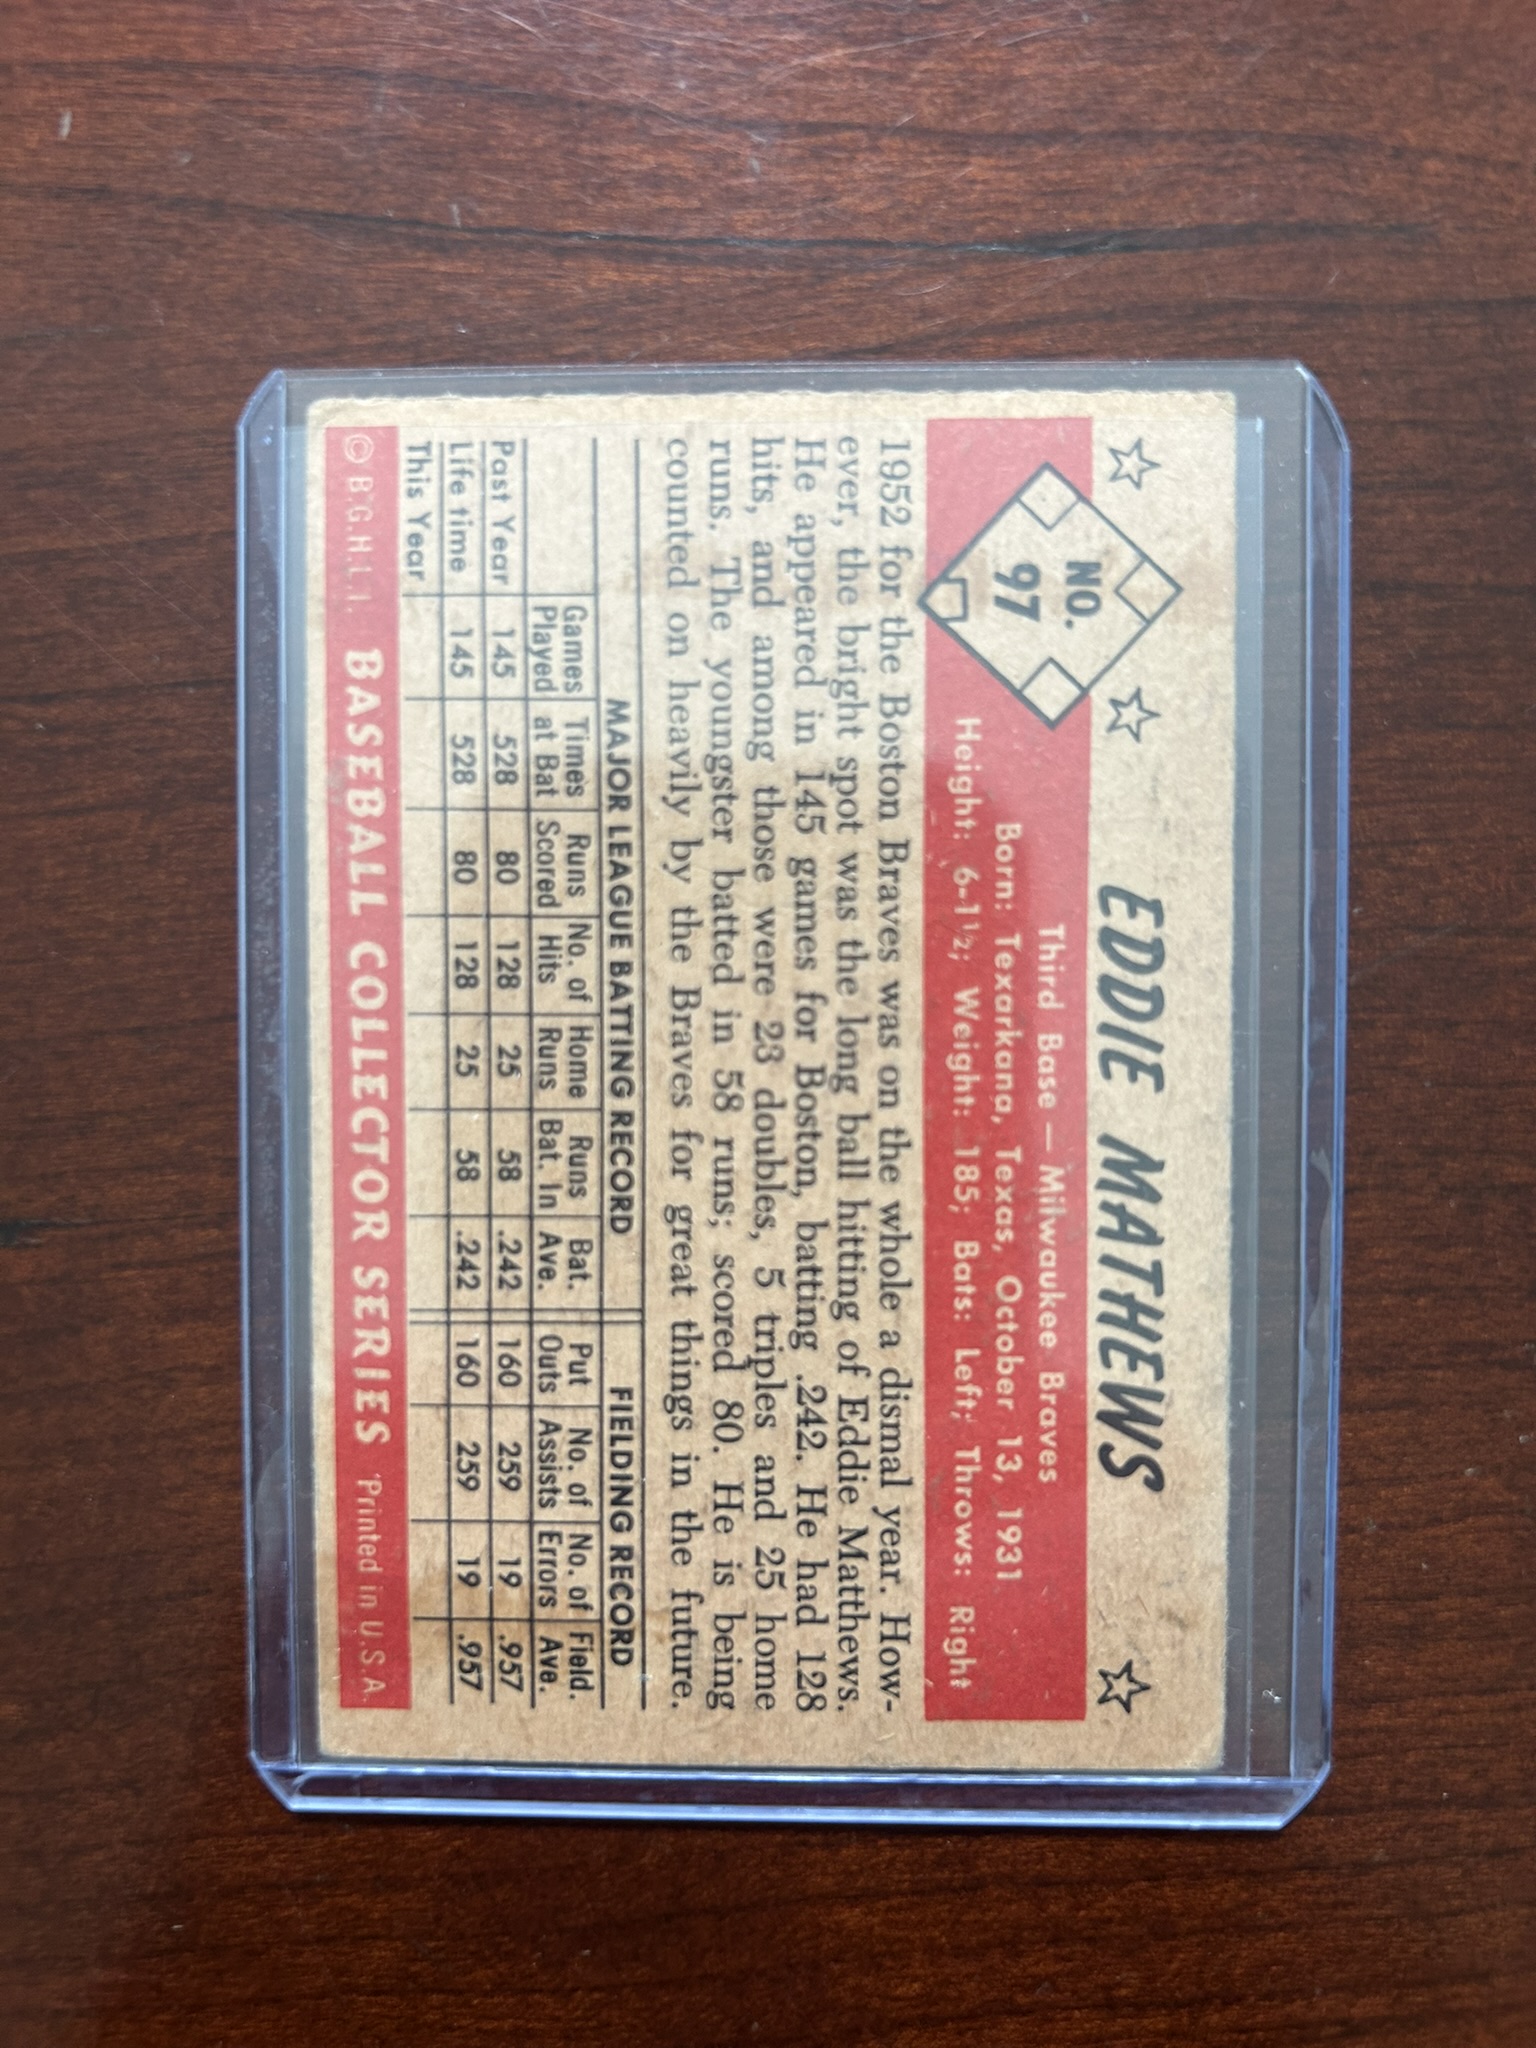 EDDIE MATHEWS
NO.
97
Third Base — Milwaukee Braves
Born: Texarkana, Texas, October 13, 1931
Height: 6-1½; Weight: 185; Bats: Left; Throws: Right
1952 for the Boston Braves was on the whole a dismal year. How-
ever, the bright spot was the long ball hitting of Eddie Matthews.
He appeared in 145 games for Boston, batting .242. He had 128
hits, and among those were 23 doubles, 5 triples and 25 home
runs. The youngster batted in 58 runs; scored 80. He is being
counted on heavily by the Braves for great things in the future.
MAJOR LEAGUE BATTING RECORD FIELDING RECORD
Games Times Runs No. of Home Runs Bat. Put No. of No. of Field.
Played at Bat Scored Hits Runs Bat. In Ave. Outs Assists Errors Ave.
Past Year 145 528 80 128 25 58 .242 160 259 19 .957
Life time 145 528 80 128 25 58 .242 160 259 19 .957
This Year
© B.G.H.L.I. BASEBALL COLLECTOR SERIES Printed in U.S.A.